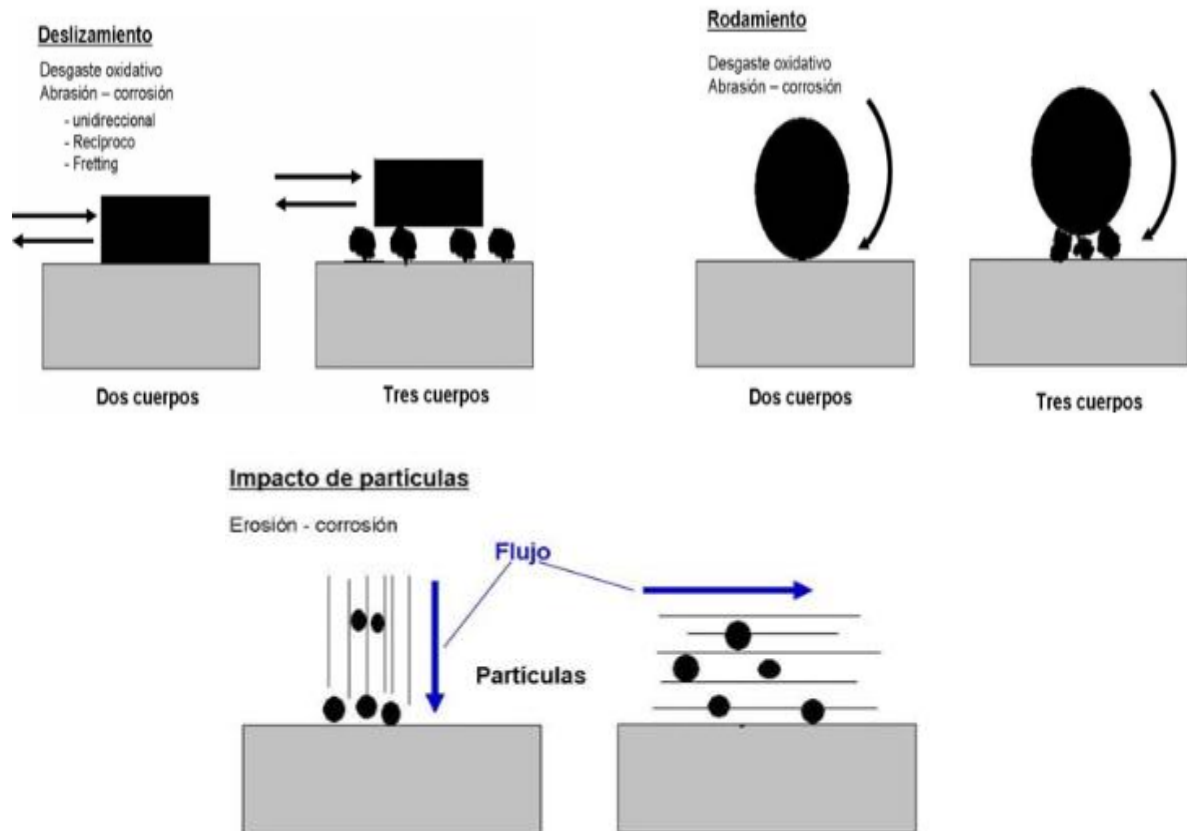 Deslizamiento
Desgaste oxidativo
Abrasión – corrosión
- unidireccional
- Recíproco
- Fretting
Dos cuerpos
Tres cuerpos
Rodamiento
Desgaste oxidativo
Abrasión – corrosión
Dos cuerpos
Tres cuerpos
Impacto de partículas
Erosión - corrosión
Flujo
Partículas